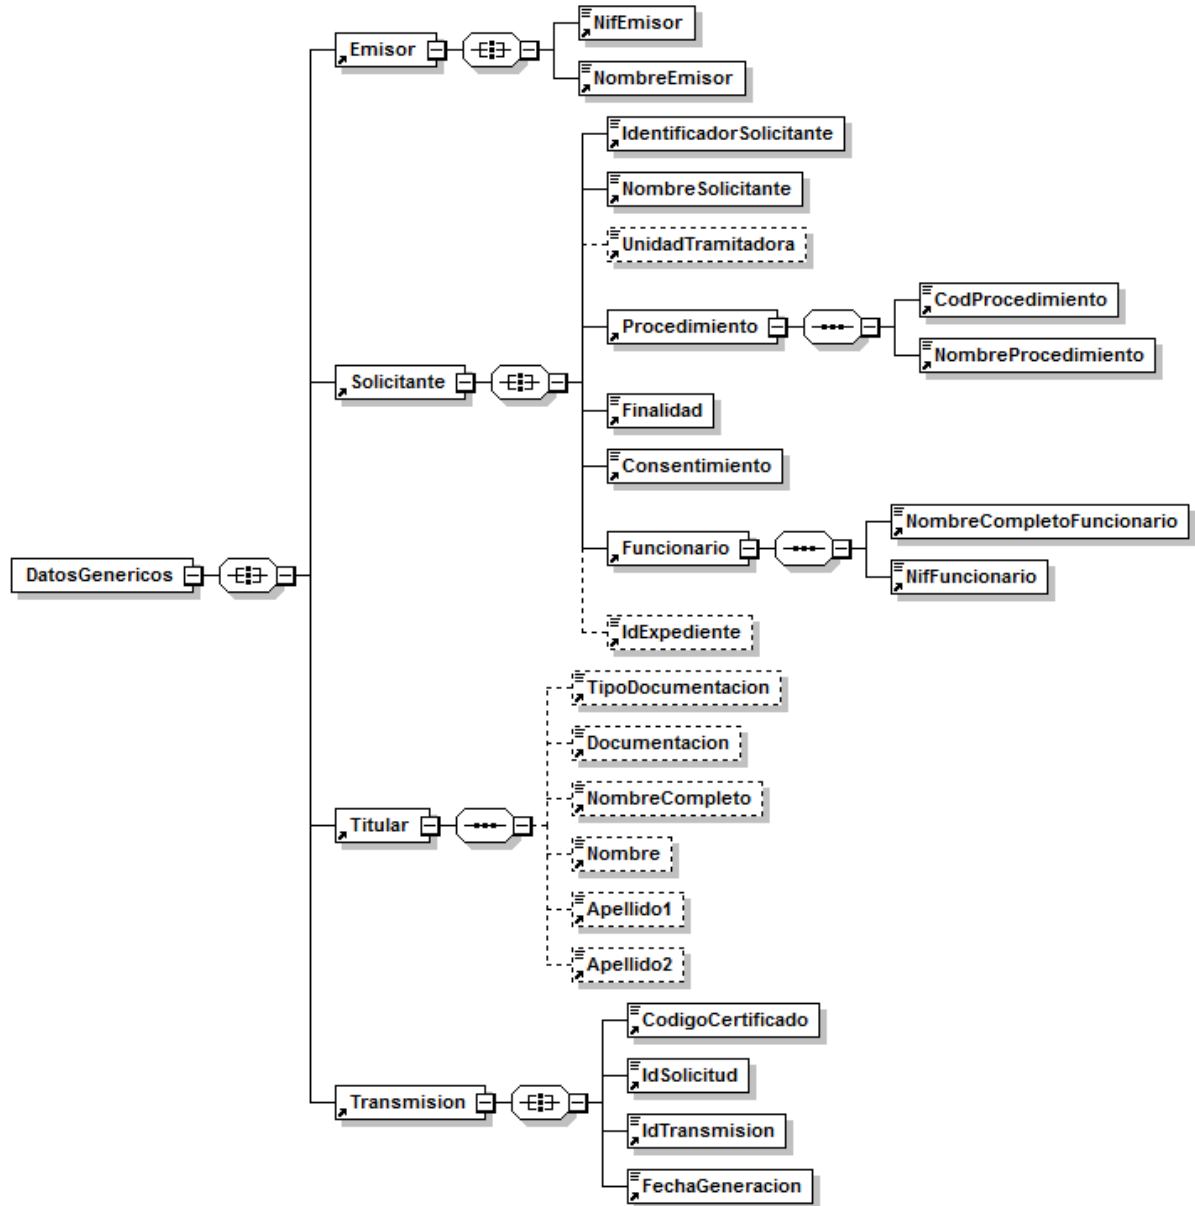 NifEmisor
Emisor
NombreEmisor
IdentificadorSolicitante
NombreSolicitante
UnidadTramitadora
CodProcedimiento
Procedimiento
NombreProcedimiento
Solicitante
Finalidad
Consentimiento
NombreCompletoFuncionario
Funcionario
DatosGenericos
NifFuncionario
IdExpediente
TipoDocumentacion
Documentacion
NombreCompleto
Titular
Nombre
Apellido1
Apellido2
CodigoCertificado
IdSolicitud
Transmision
IdTransmision
FechaGeneracion